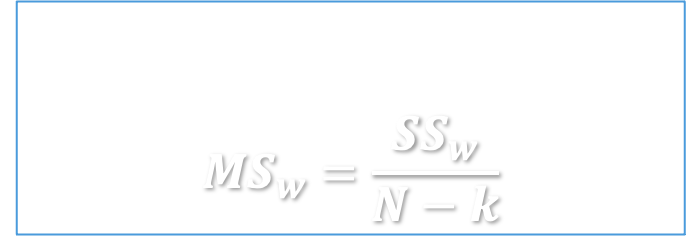 MS_w = SS_w / (N − k)